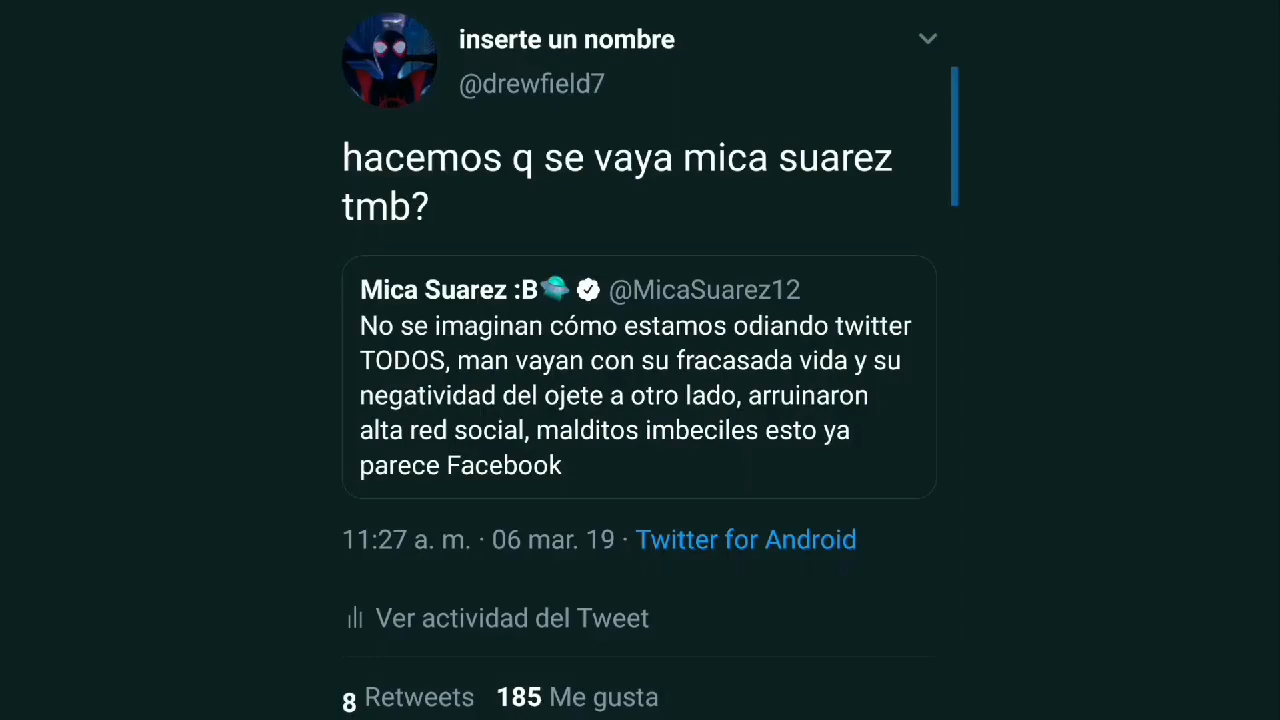 inserte un nombre
@drewfield7
hacemos q se vaya mica suarez
tmb?
Mica Suarez :B🛸 @MicaSuarez12
No se imaginan cómo estamos odiando twitter
TODOS, man vayan con su fracasada vida y su
negatividad del ojete a otro lado, arruinaron
alta red social, malditos imbeciles esto ya
parece Facebook
11:27 a. m. · 06 mar. 19 · Twitter for Android
Ver actividad del Tweet
8 Retweets 185 Me gusta